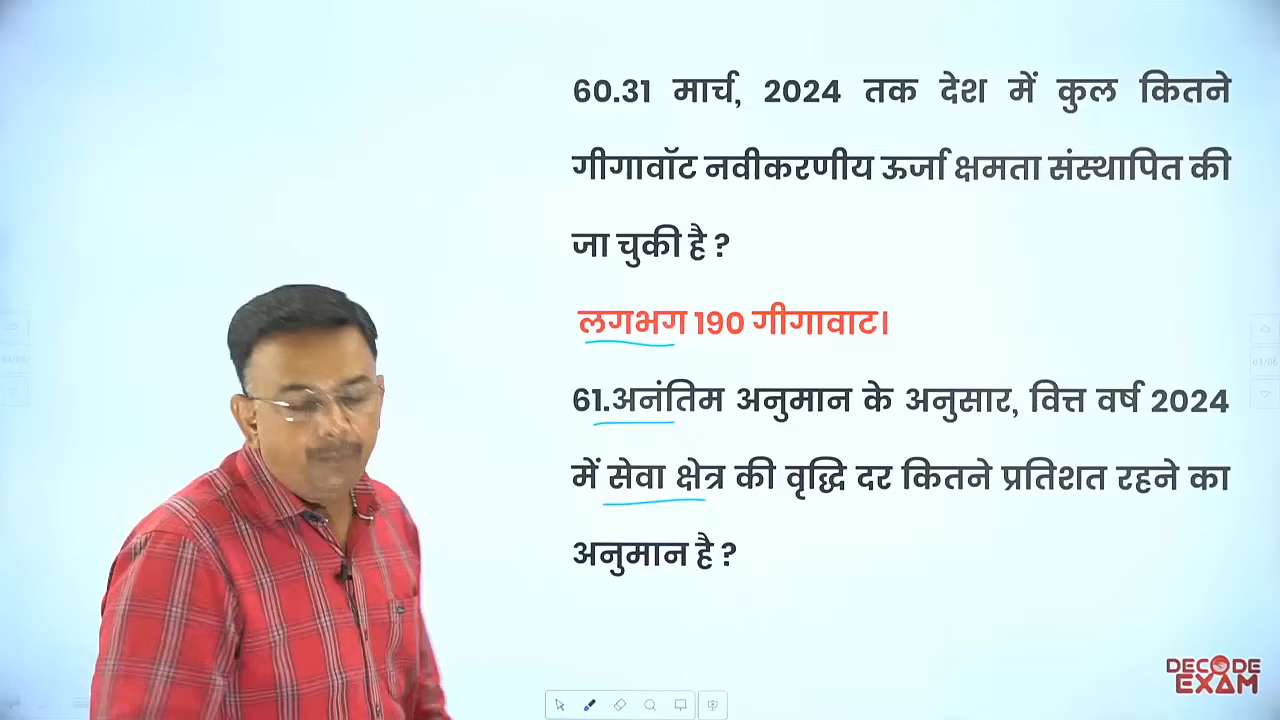 60.31 मार्च, 2024 तक देश में कुल कितने
गीगावॉट नवीकरणीय ऊर्जा क्षमता संस्थापित की
जा चुकी है ?
लगभग 190 गीगावाट।
61.अनंतिम अनुमान के अनुसार, वित्त वर्ष 2024
में सेवा क्षेत्र की वृद्धि दर कितने प्रतिशत रहने का
अनुमान है ?
DECODE
EXAM